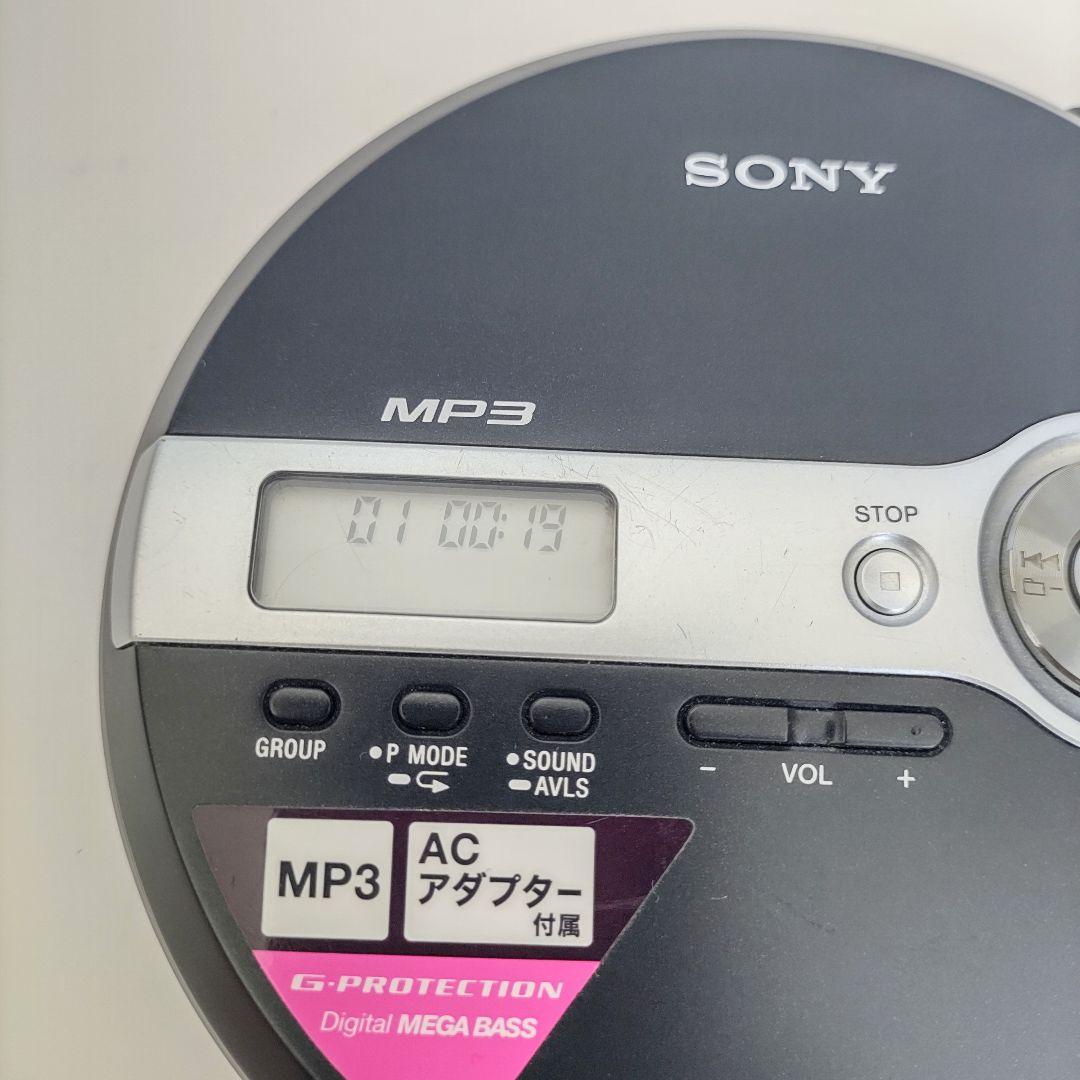 SONY
MP3
01 00:19
STOP
GROUP
P MODE
SOUND
AVLS
- VOL +
MP3
AC
アダプター
付属
G-PROTECTION
Digital MEGA BASS